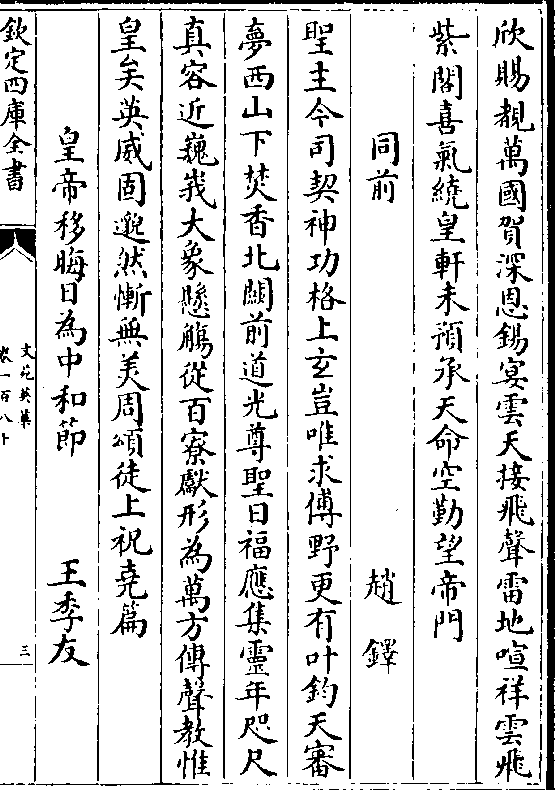 欣賜覩萬國賀深恩錫宴雲天接飛聲雷地喧祥雲飛
紫閣喜氣繞皇軒未預承天命空勤望帝門
同前 趙鐸
聖主今司契神功格上玄豈唯求傅野更有叶鈞天審
夢西山下焚香北闕前道光尊聖日福應集靈年咫尺
真容近巍峩大象懸觴從百寮獻形為萬方傳聲教惟
皇矣英威固邈然慚無美周頌徒上祝堯篇
皇帝移晦日為中和節 王季友
欽定四庫全書
文苑英華
卷一百八十
三